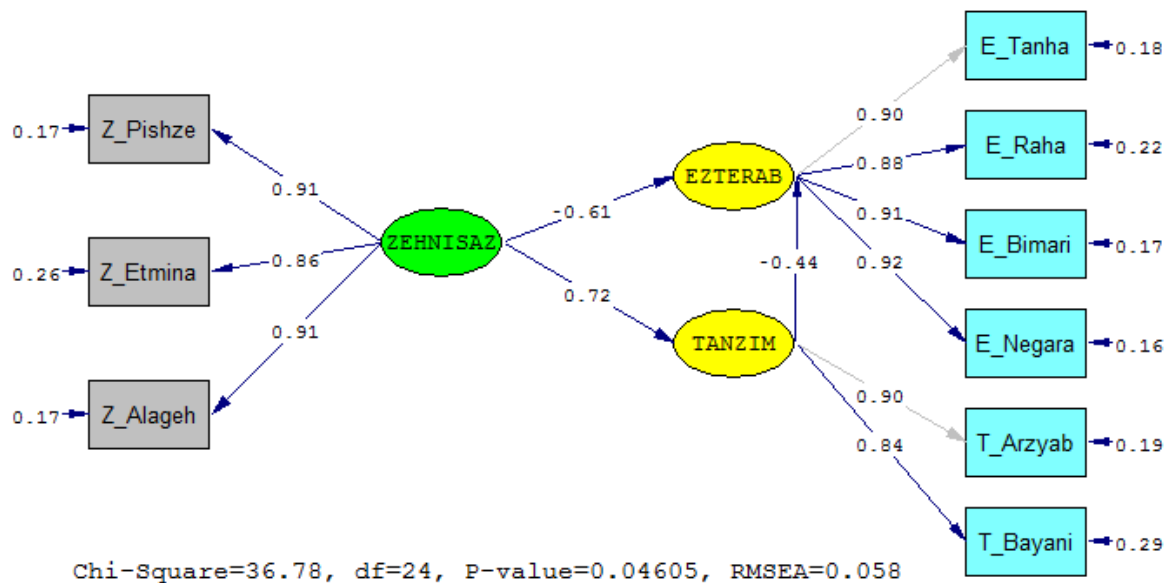 E_Tanha
0.18
0.90
0.17
Z_Pishze
E_Raha
0.22
0.88
EZTERAB
0.91
-0.61
0.91
ZEHNISAZ
E_Bimari
0.17
0.26
Z_Etmina
0.86
-0.44
0.92
0.72
0.91
TANZIM
E_Negara
0.16
0.90
0.17
Z_Alageh
0.84
T_Arzyab
0.19
T_Bayani
0.29
Chi-Square=36.78, df=24, P-value=0.04605, RMSEA=0.058